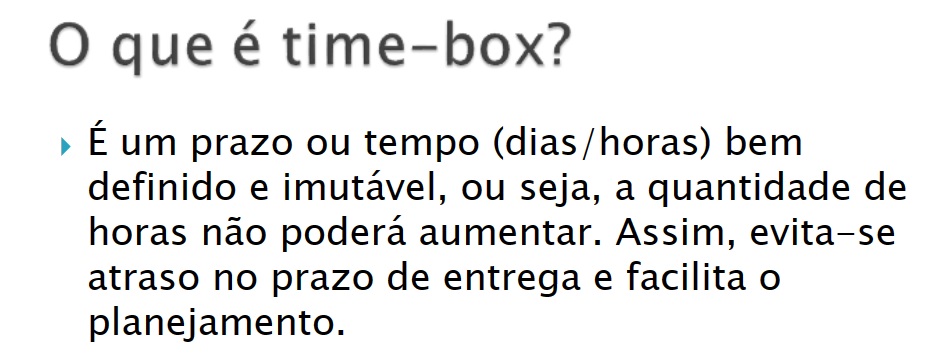 O que é time-box?
É um prazo ou tempo (dias/horas) bem
definido e imutável, ou seja, a quantidade de
horas não poderá aumentar. Assim, evita-se
atraso no prazo de entrega e facilita o
planejamento.